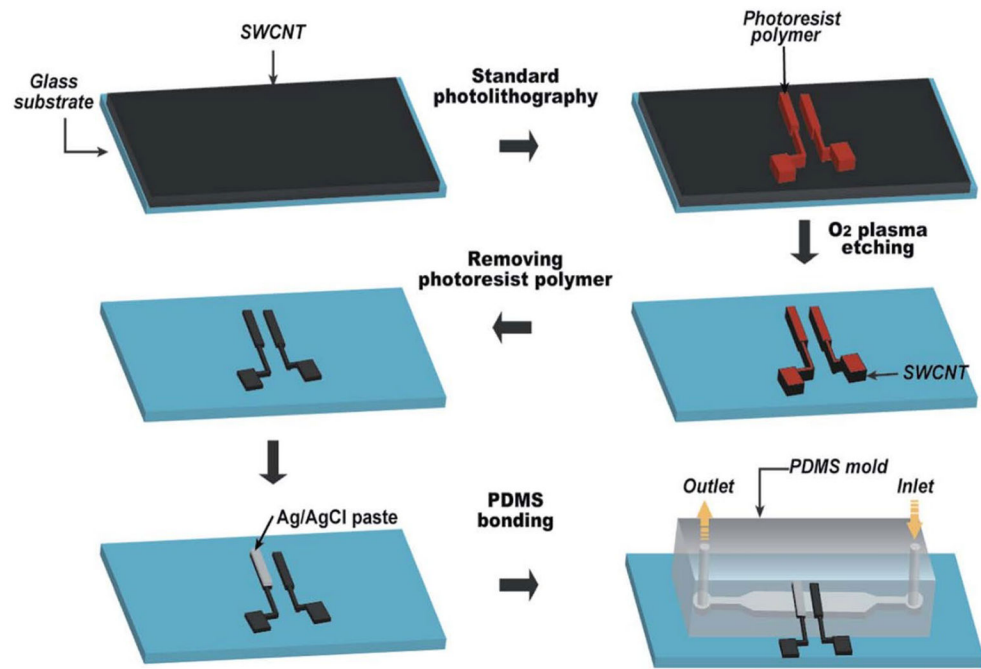 SWCNT
Glass
substrate
Standard
photolithography
Photoresist
polymer
O2 plasma
etching
Removing
photoresist polymer
SWCNT
Ag/AgCl paste
PDMS
bonding
PDMS mold
Outlet
Inlet